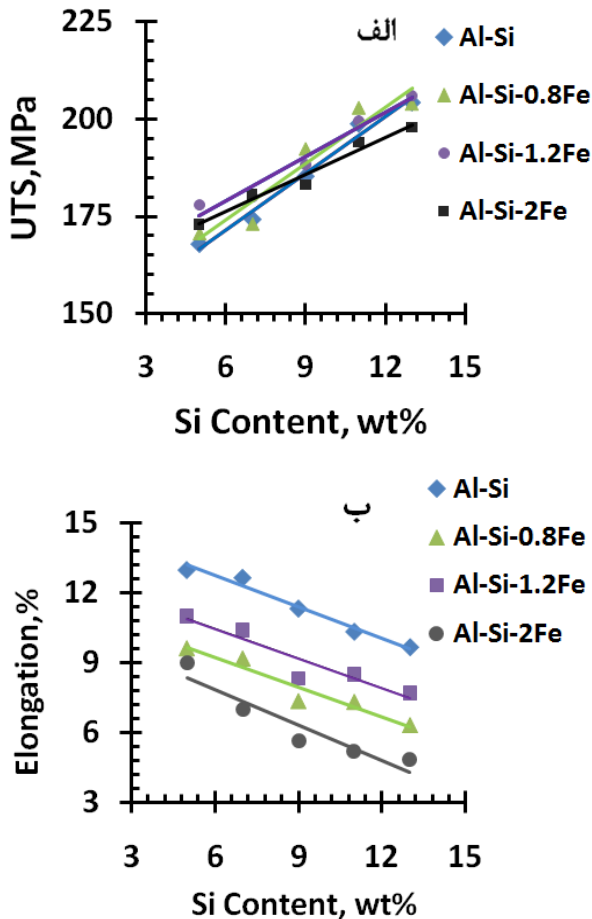 الف
UTS,MPa
225
200
175
150
3 6 9 12 15
Si Content, wt%
Al-Si
Al-Si-0.8Fe
Al-Si-1.2Fe
Al-Si-2Fe
ب
Elongation,%
15
12
9
6
3
3 6 9 12 15
Si Content, wt%
Al-Si
Al-Si-0.8Fe
Al-Si-1.2Fe
Al-Si-2Fe